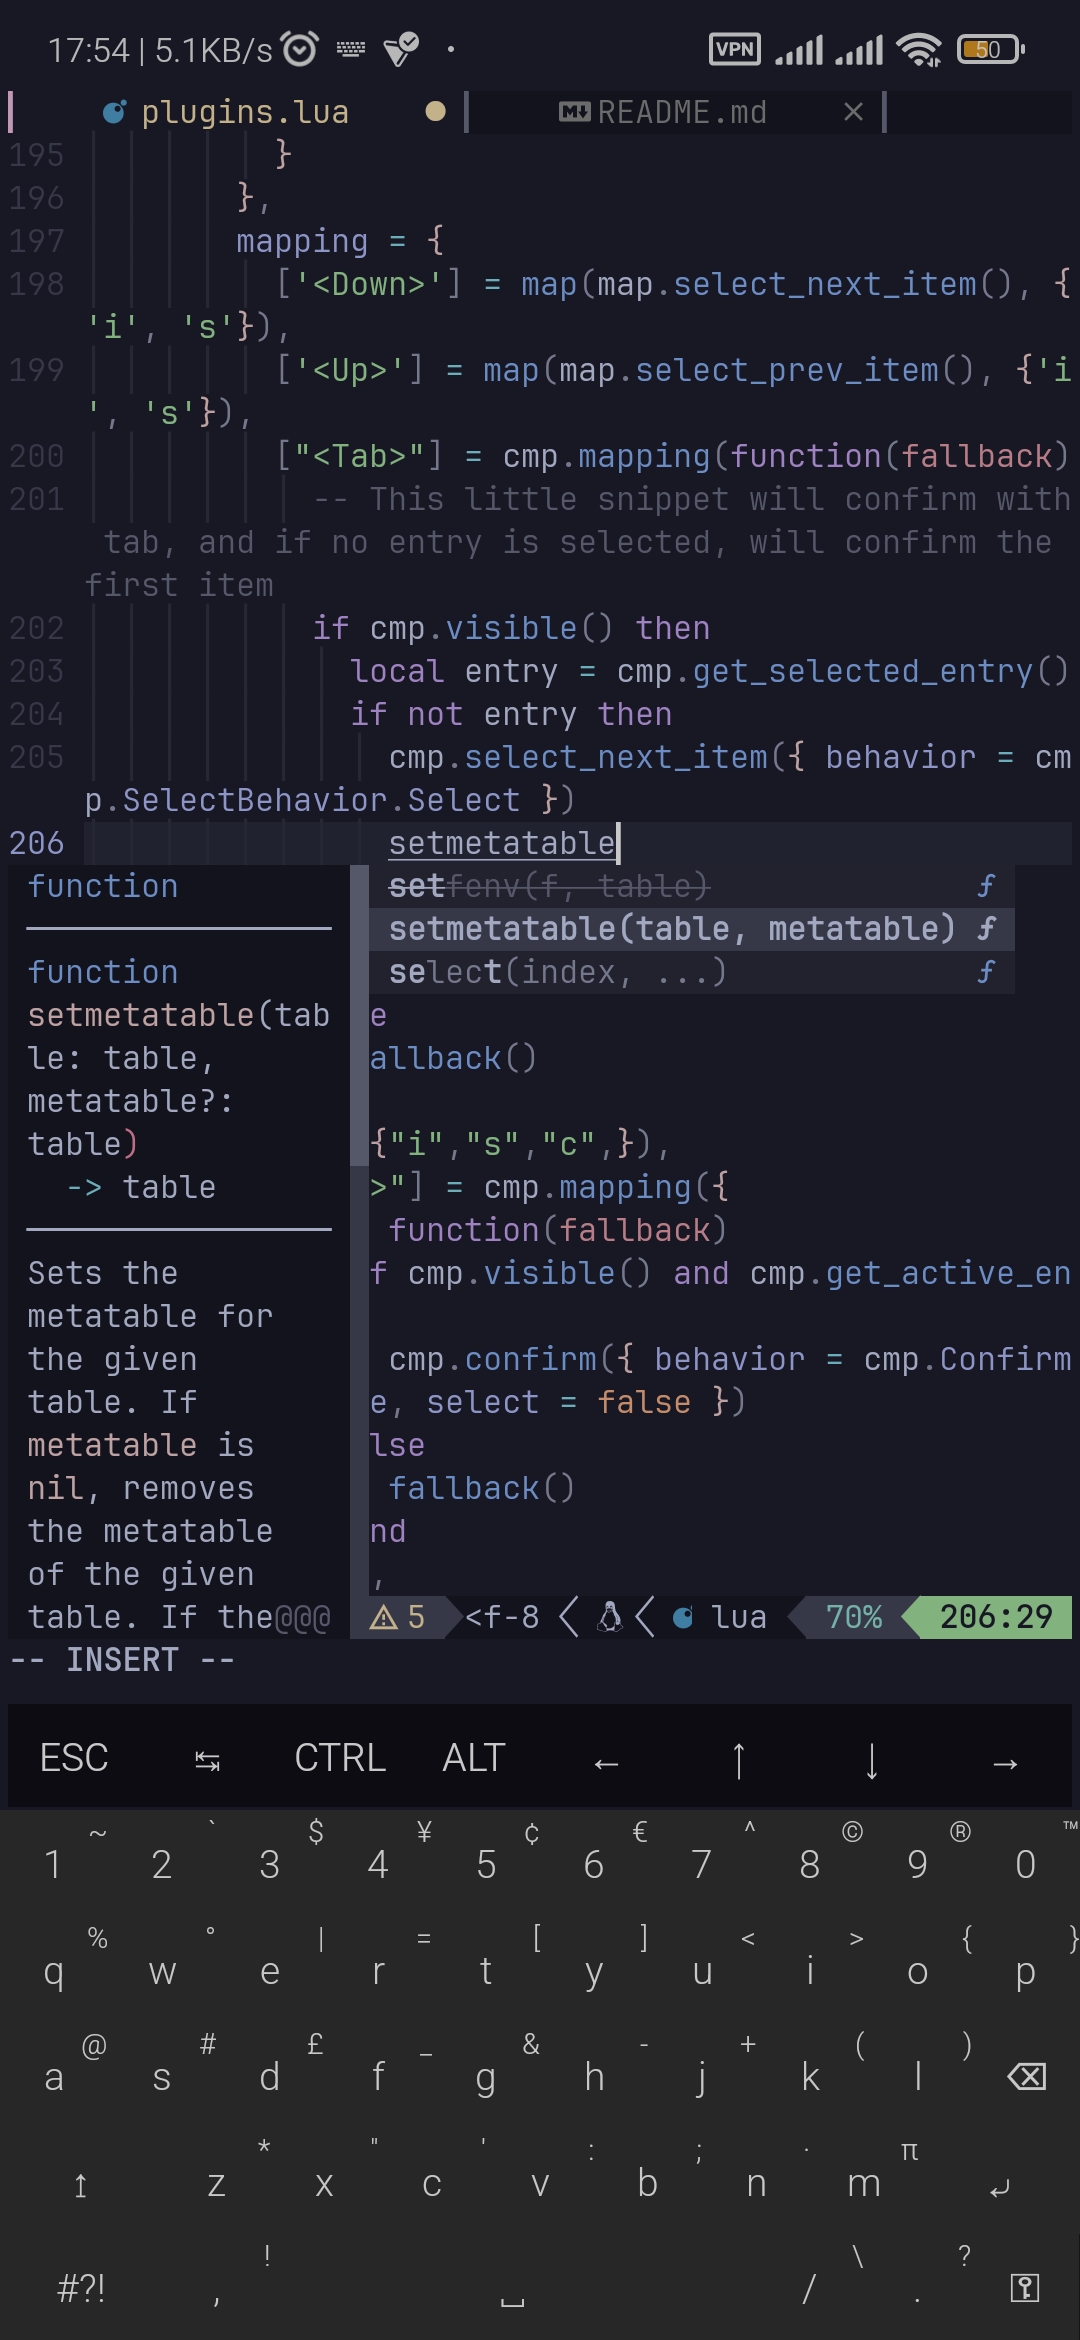 17:54 | 5.1KB/s VPN 50
plugins.lua ● README.md ×
195 }
196 },
197 mapping = {
198 ['<Down>'] = map(map.select_next_item(), {
'i', 's'}),
199 ['<Up>'] = map(map.select_prev_item(), {'i
', 's'}),
200 ["<Tab>"] = cmp.mapping(function(fallback)
201 -- This little snippet will confirm with
tab, and if no entry is selected, will confirm the
first item
202 if cmp.visible() then
203 local entry = cmp.get_selected_entry()
204 if not entry then
205 cmp.select_next_item({ behavior = cm
p.SelectBehavior.Select })
206 setmetatable
function setfenv(f, table) ƒ
setmetatable(table, metatable) ƒ
function select(index, ...) ƒ
setmetatable(tab e
le: table, allback()
metatable?:
table) {"i","s","c",}),
-> table >"] = cmp.mapping({
function(fallback)
Sets the f cmp.visible() and cmp.get_active_en
metatable for
the given cmp.confirm({ behavior = cmp.Confirm
table. If e, select = false })
metatable is lse
nil, removes fallback()
the metatable nd
of the given ,
table. If the@@@ 5 <f-8 lua 70% 206:29
-- INSERT --
ESC ↹ CTRL ALT ← ↑ ↓ →
~ ` $ ¥ ¢ € ^ © ® ™
1 2 3 4 5 6 7 8 9 0
% ° | = [ ] < > { }
q w e r t y u i o p
@ # £ _ & - + ( )
a s d f g h j k l
* " ' : ; · π
z x c v b n m
! \ ?
#?! , / .